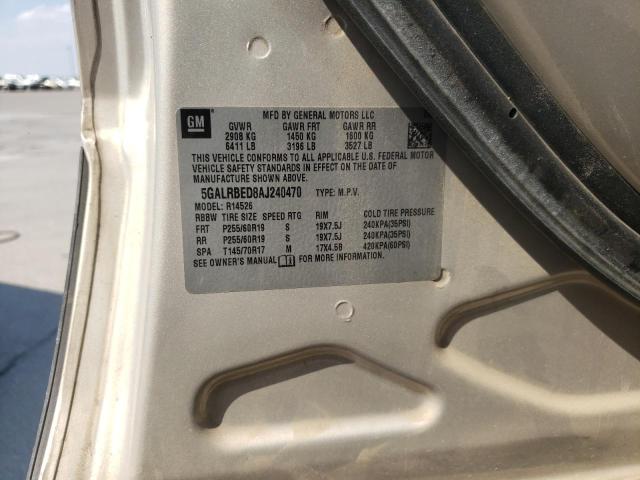 MFD BY GENERAL MOTORS LLC
GM
GVWR GAWR FRT GAWR RR
2908 KG 1450 KG 1600 KG
6411 LB 3196 LB 3527 LB
THIS VEHICLE CONFORMS TO ALL APPLICABLE U.S. FEDERAL MOTOR
VEHICLE SAFETY STANDARDS IN EFFECT ON THE DATE OF
MANUFACTURE SHOWN ABOVE.
5GALRBED8AJ240470 TYPE: M.P.V.
MODEL: R14526
RBBW TIRE SIZE SPEED RTG RIM COLD TIRE PRESSURE
FRT P255/60R19 S 19X7.5J 240KPA(35PSI)
RR P255/60R19 S 19X7.5J 240KPA(35PSI)
SPA T145/70R17 M 17X4.5B 420KPA(60PSI)
SEE OWNER'S MANUAL FOR MORE INFORMATION.